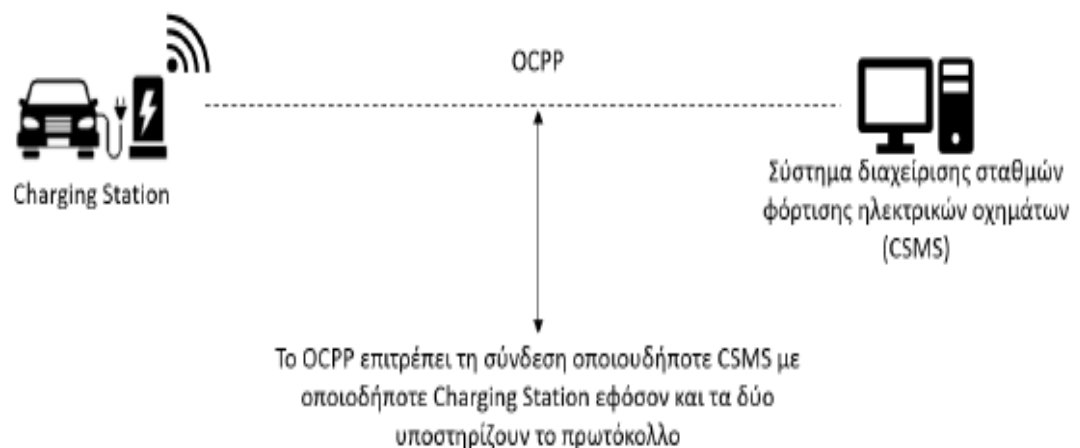 OCPP
Charging Station
Σύστημα διαχείρισης σταθμών
φόρτισης ηλεκτρικών οχημάτων
(CSMS)
Το OCPP επιτρέπει τη σύνδεση οποιουδήποτε CSMS με
οποιοδήποτε Charging Station εφόσον και τα δύο
υποστηρίζουν το πρωτόκολλο